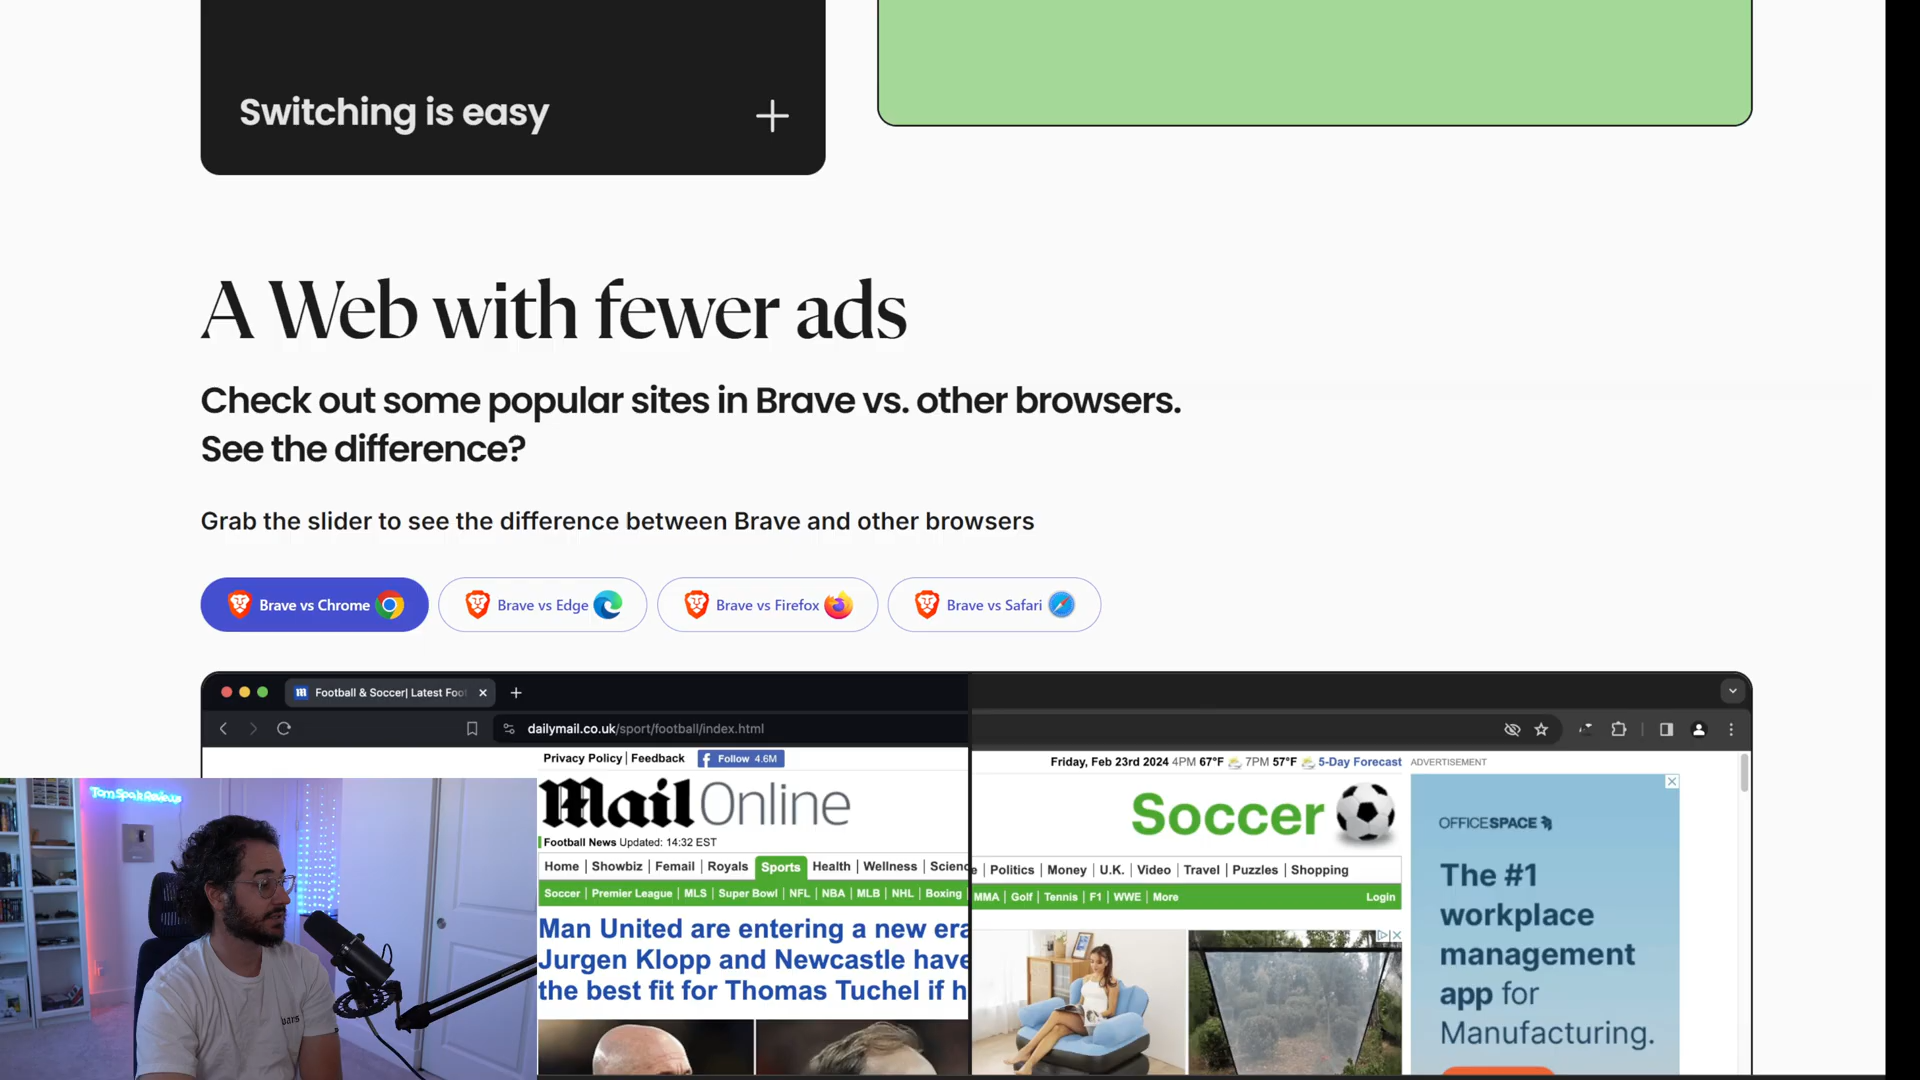 Switching is easy
A Web with fewer ads
Check out some popular sites in Brave vs. other browsers.
See the difference?
Grab the slider to see the difference between Brave and other browsers
Brave vs Chrome
Brave vs Edge
Brave vs Firefox
Brave vs Safari
Football & Soccer| Latest Foot
dailymail.co.uk/sport/football/index.html
Privacy Policy | Feedback
Follow 4.6M
Friday, Feb 23rd 2024 4PM 67°F 7PM 57°F 5-Day Forecast
ADVERTISEMENT
Mail Online
Soccer
Football News Updated: 14:32 EST
Home | Showbiz | Femail | Royals | Sports | Health | Wellness | Scienc
e | Politics | Money | U.K. | Video | Travel | Puzzles | Shopping
Soccer | Premier League | MLS | Super Bowl | NFL | NBA | MLB | NHL | Boxing
MMA | Golf | Tennis | F1 | WWE | More
Login
Man United are entering a new era
Jurgen Klopp and Newcastle have
the best fit for Thomas Tuchel if h
OFFICESPACE
The #1
workplace
management
app for
Manufacturing.
Tom Spark Reviews